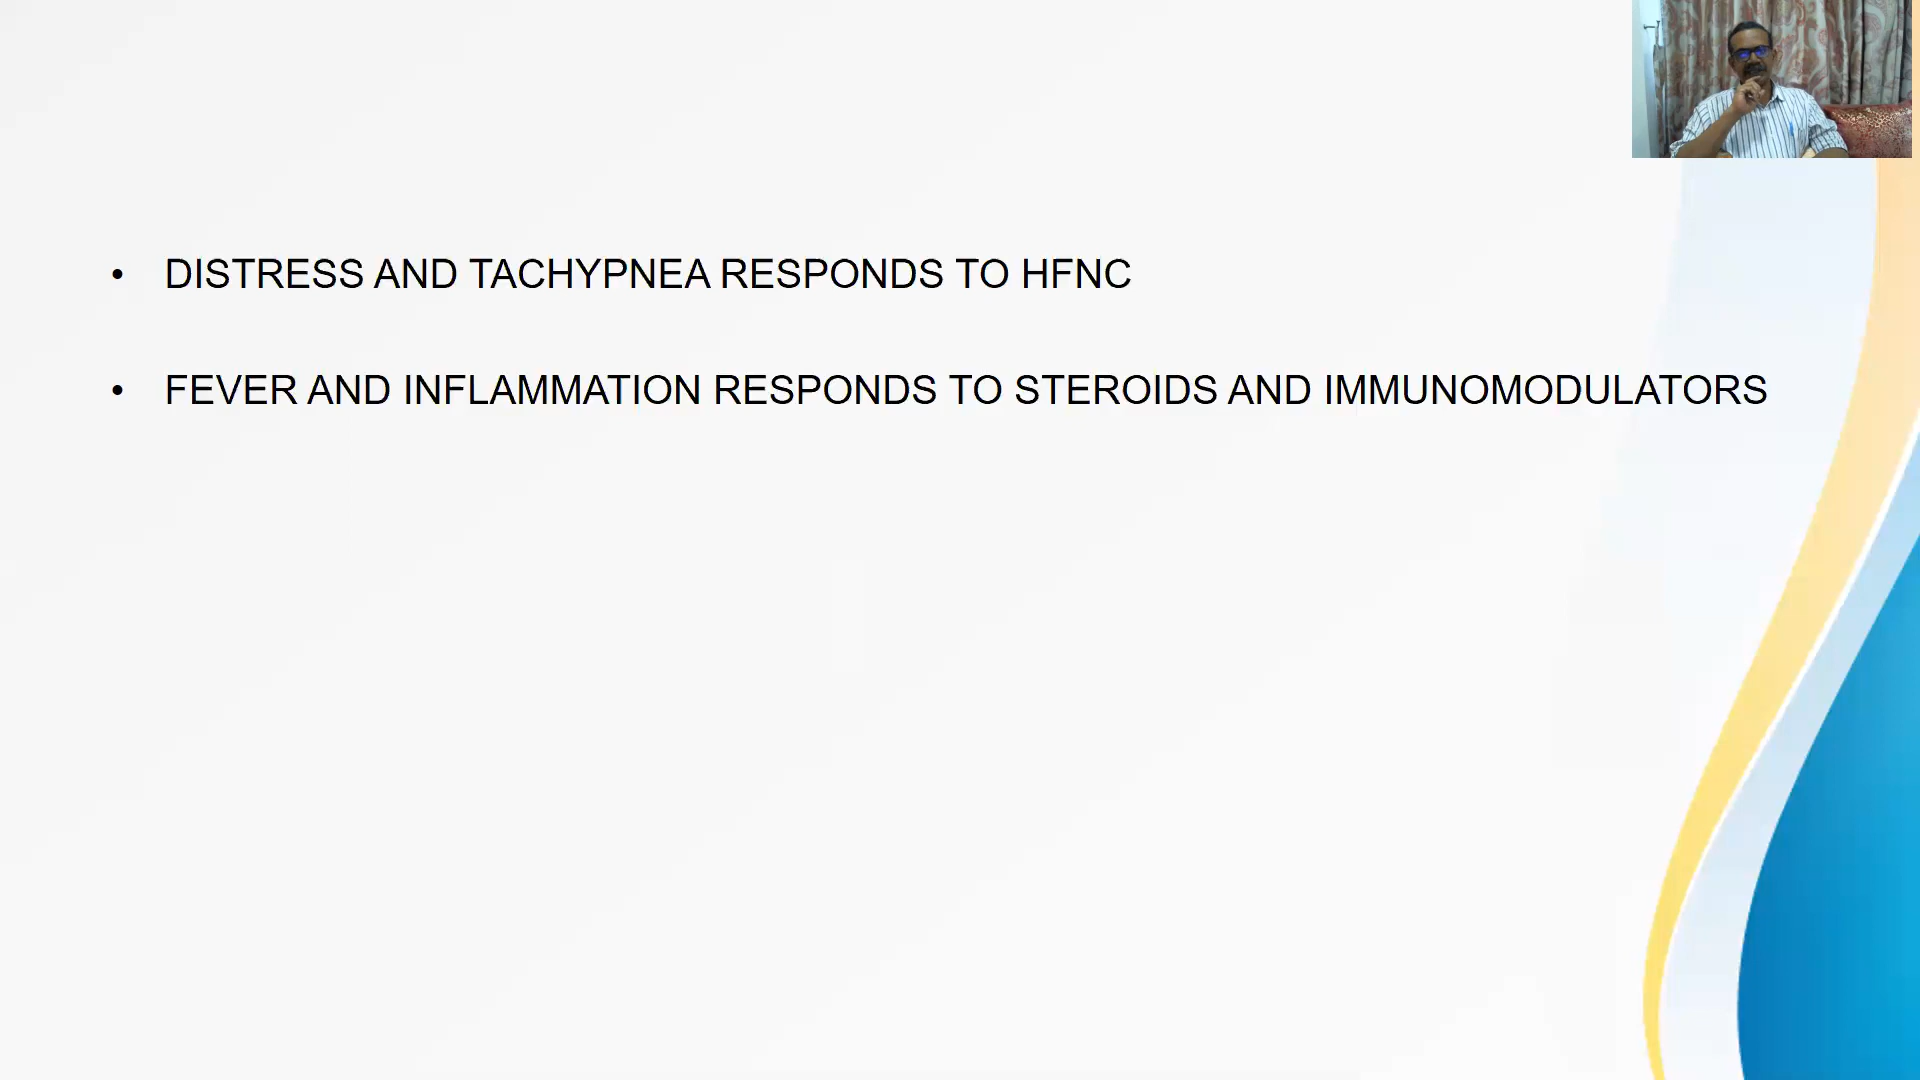 • DISTRESS AND TACHYPNEA RESPONDS TO HFNC
• FEVER AND INFLAMMATION RESPONDS TO STEROIDS AND IMMUNOMODULATORS